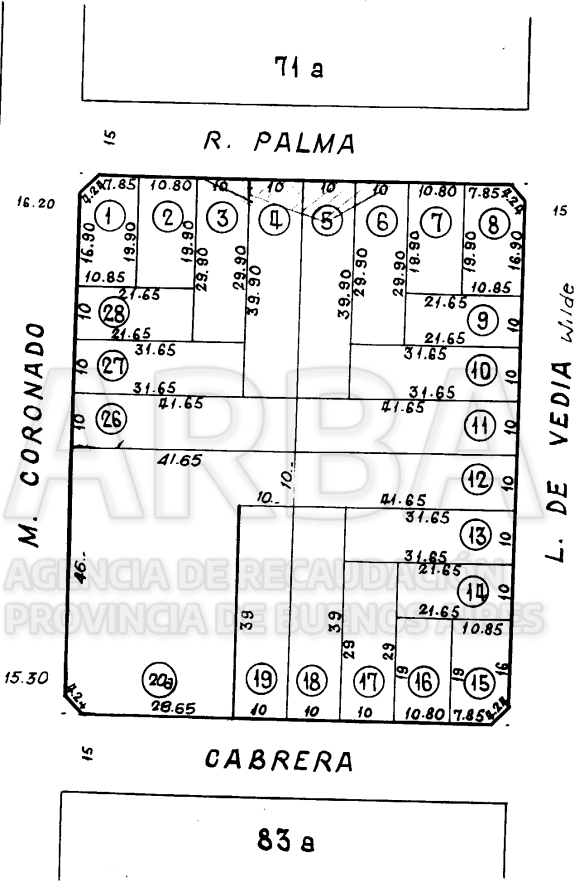 71 a
15
R. PALMA
16.20
4.24 7.85 10.80 10 10 10 10 10.80 7.85 4.24
15
1 2 3 4 5 6 7 8
16.90 19.90 19.90 29.90 29.90 39.90 39.90 29.90 29.90 19.90 16.90
10.85 10.85
21.65 21.65
28 9
10 10
21.65 21.65
31.65 31.65
27 10
10 10
31.65 31.65
41.65 41.65
26 11
10 10
41.65
12
10.-
10
10.- 41.65
31.65
13
10
31.65
21.65
14
10
21.65
10.85
46.-
39 39 29 29 19 19 16
M. CORONADO
L. DE VEDIA Wilde
ARBA
AGENCIA DE RECAUDACIÓN
PROVINCIA DE BUENOS AIRES
15.30
20a 19 18 17 16 15
4.24 28.65 10 10 10 10.80 7.85 4.24
15
CABRERA
83 a